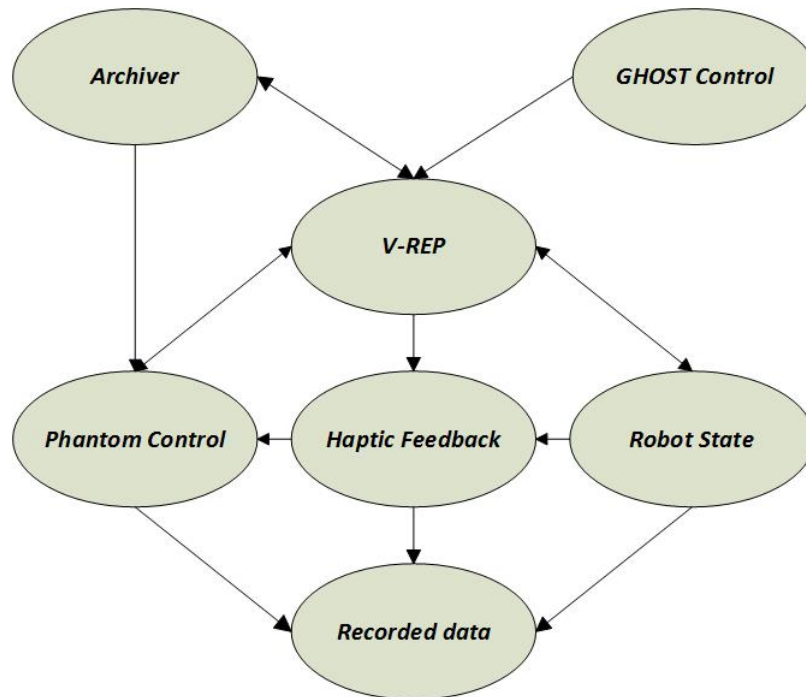 Archiver
GHOST Control
V-REP
Phantom Control
Haptic Feedback
Robot State
Recorded data